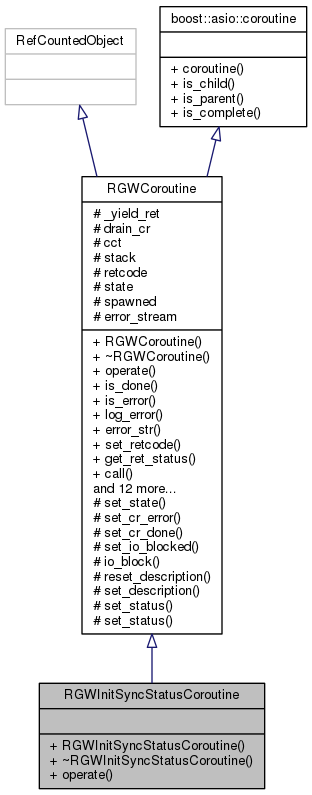 RefCountedObject
boost::asio::coroutine
+ coroutine()
+ is_child()
+ is_parent()
+ is_complete()
RGWCoroutine
# _yield_ret
# drain_cr
# cct
# stack
# retcode
# state
# spawned
# error_stream
+ RGWCoroutine()
+ ~RGWCoroutine()
+ operate()
+ is_done()
+ is_error()
+ log_error()
+ error_str()
+ set_retcode()
+ get_ret_status()
+ call()
and 12 more...
# set_state()
# set_cr_error()
# set_cr_done()
# set_io_blocked()
# io_block()
# reset_description()
# set_description()
# set_status()
# set_status()
RGWInitSyncStatusCoroutine
+ RGWInitSyncStatusCoroutine()
+ ~RGWInitSyncStatusCoroutine()
+ operate()